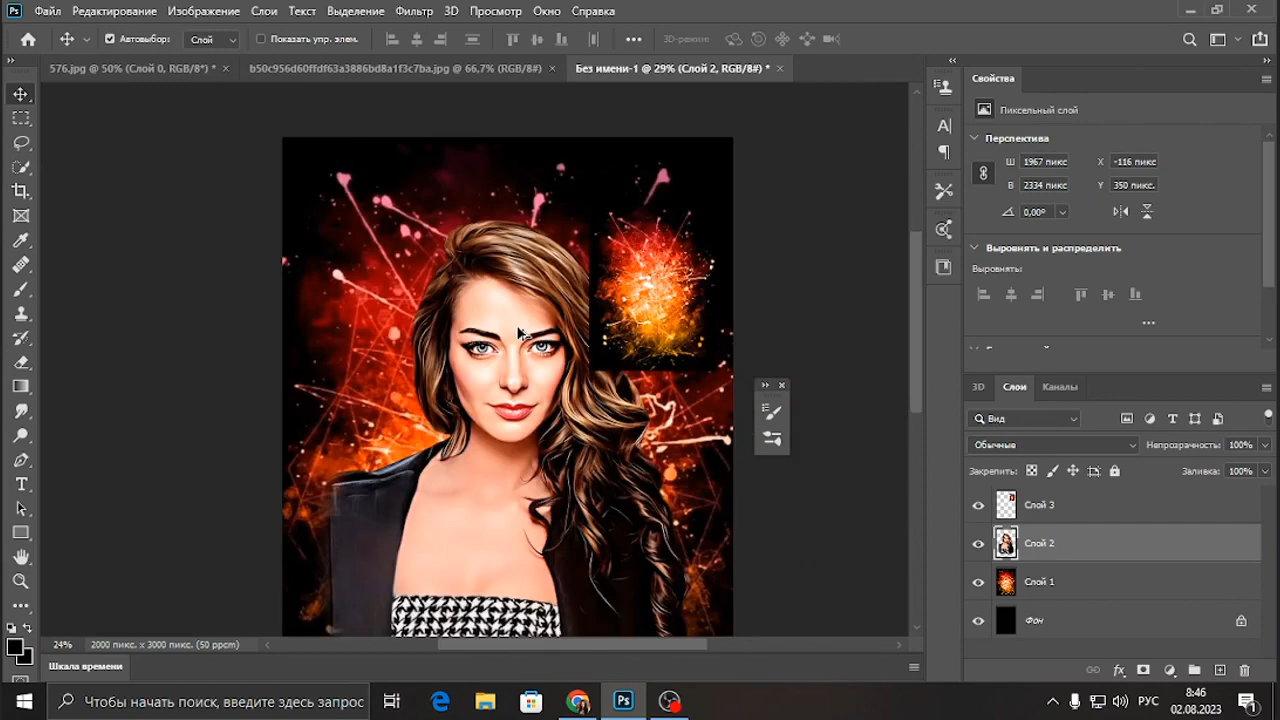 Ps Файл Редактирование Изображение Слои Текст Выделение Фильтр 3D Просмотр Окно Справка
Автовыбор: Слой Показать упр. элем. 3D-режим:
576.jpg @ 50% (Слой 0, RGB/8*) * b50c956d60ffdf63a3886bd8a1f3c7ba.jpg @ 66,7% (RGB/8#) Без имени-1 @ 29% (Слой 2, RGB/8#) *
Свойства
Пиксельный слой
Перспектива
Ш 1967 пикс X -116 пикс
В 2334 пикс Y 350 пикс.
0,00°
Выровнять и распределить
Выровняты:
3D Слои Каналы
Вид
Обычные Непрозрачность: 100%
Закрепить: Заливка: 100%
Слой 3
Слой 2
Слой 1
Фон
24% 2000 пикс. x 3000 пикс. (50 ppcm)
Шкала времени
Чтобы начать поиск, введите здесь запрос Ps РУС 8:46
02.08.2023 1